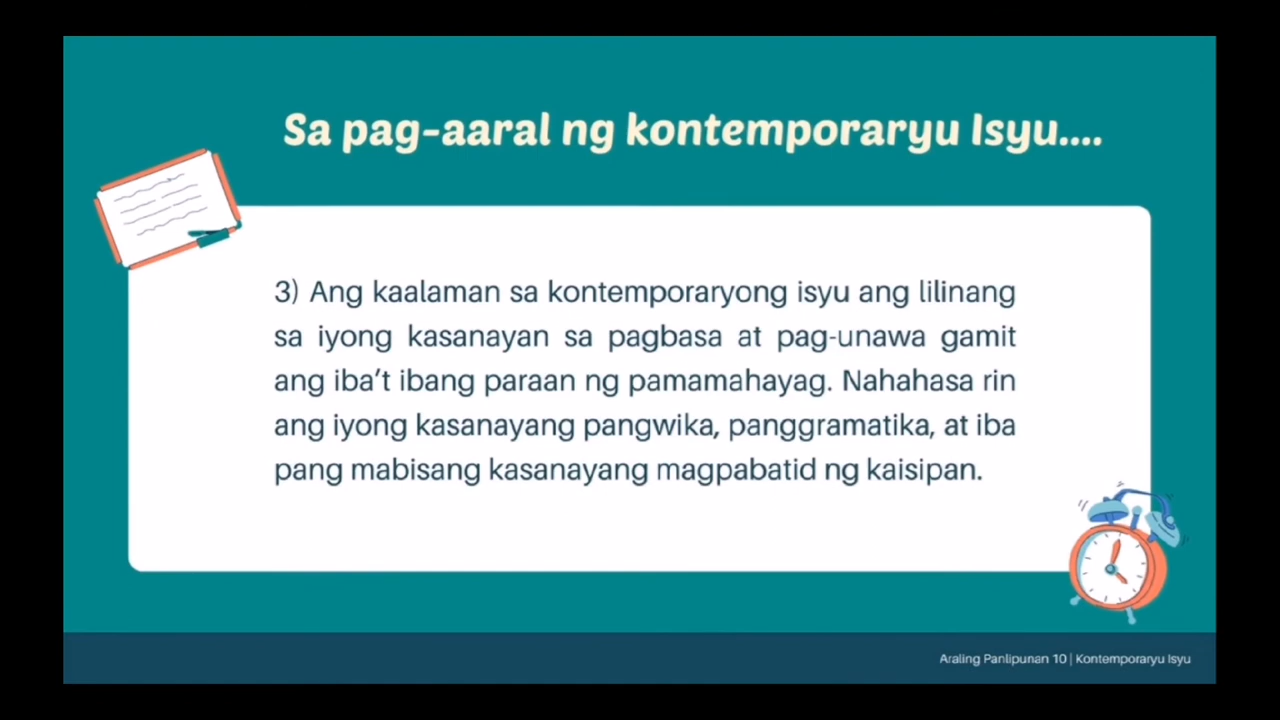 Sa pag-aaral ng kontemporaryu Isyu....
3) Ang kaalaman sa kontemporaryong isyu ang lilinang
sa iyong kasanayan sa pagbasa at pag-unawa gamit
ang iba't ibang paraan ng pamamahayag. Nahahasa rin
ang iyong kasanayang pangwika, panggramatika, at iba
pang mabisang kasanayang magpabatid ng kaisipan.
Araling Panlipunan 10 | Kontemporaryu Isyu